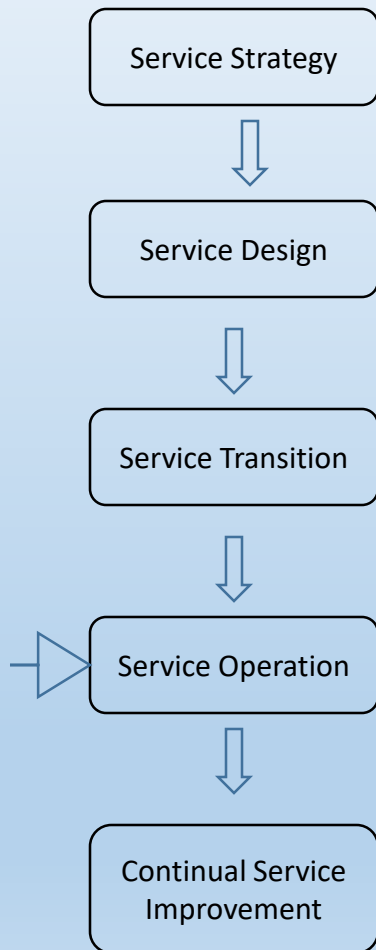 Service Strategy
Service Design
Service Transition
Service Operation
Continual Service
Improvement